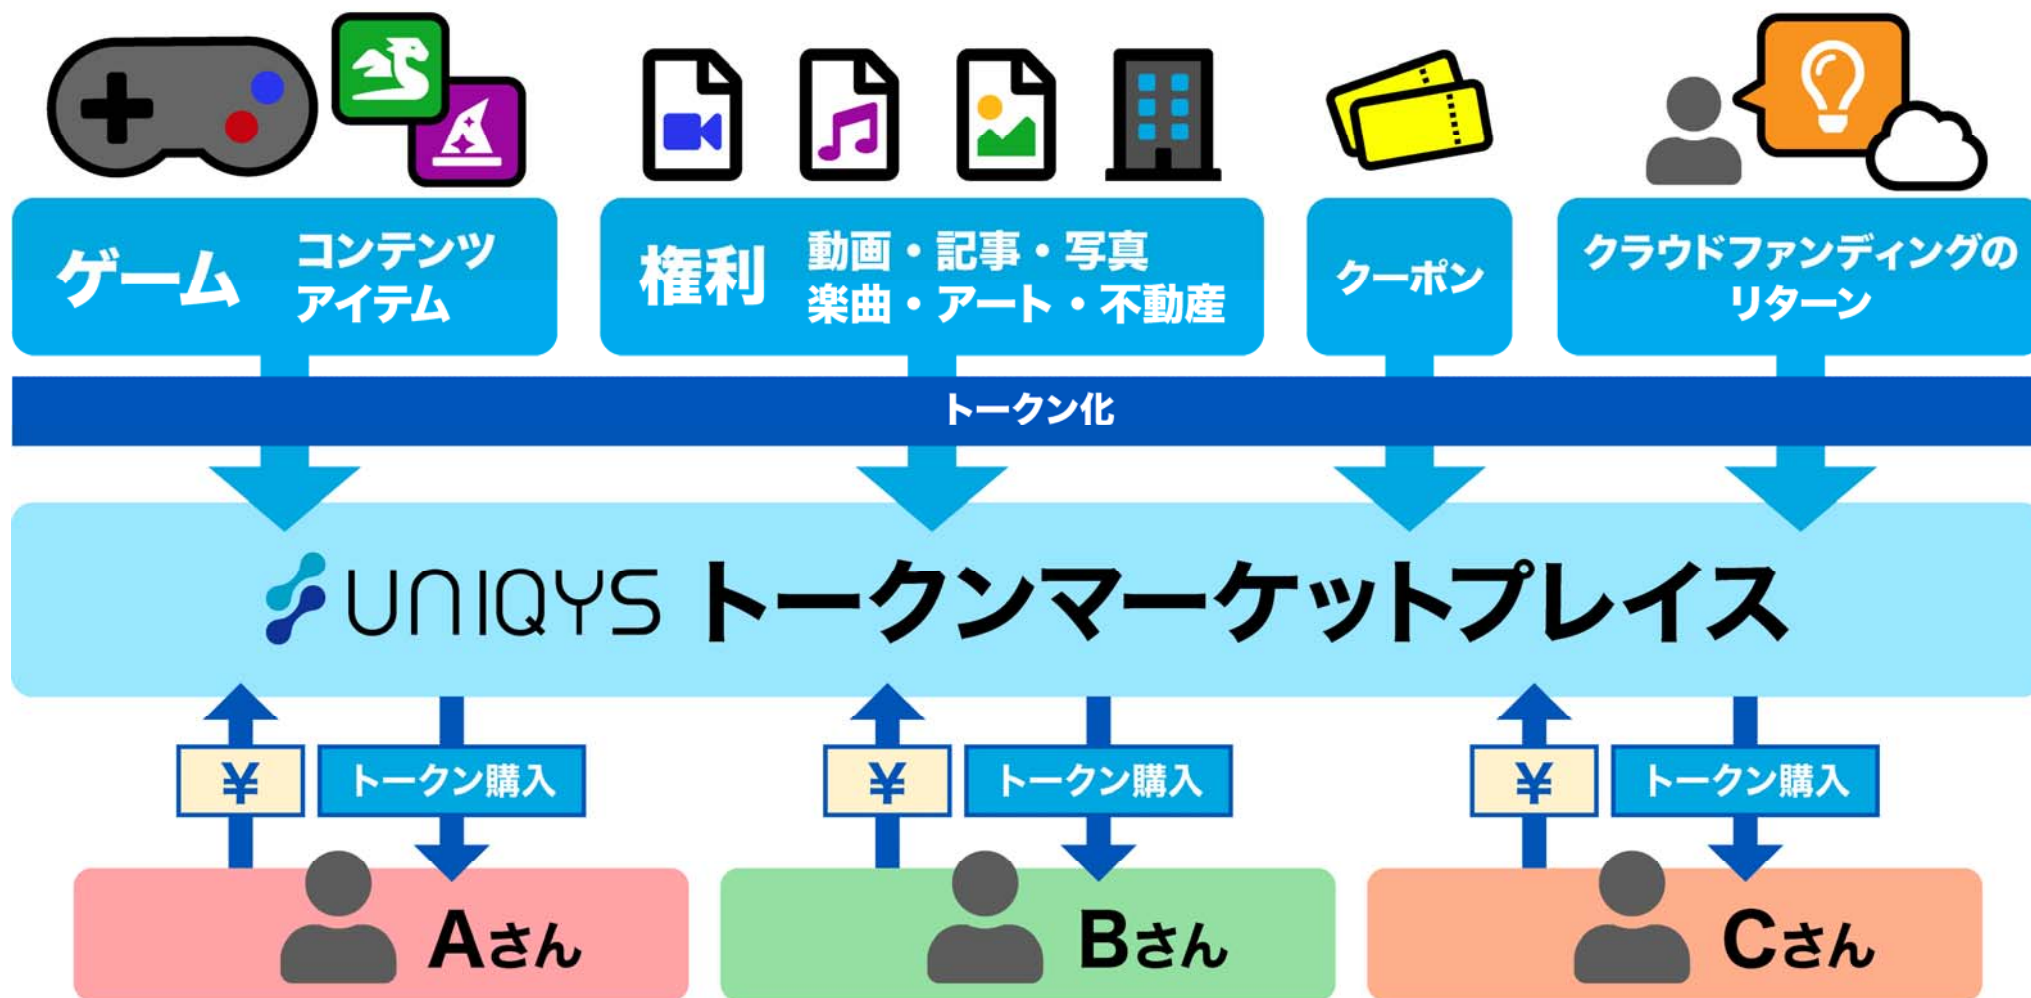 ゲーム
コンテンツ
アイテム
権利
動画・記事・写真
楽曲・アート・不動産
クーポン
クラウドファンディングの
リターン
トークン化
UNIQYS トークンマーケットプレイス
¥
トークン購入
¥
トークン購入
¥
トークン購入
Aさん
Bさん
Cさん